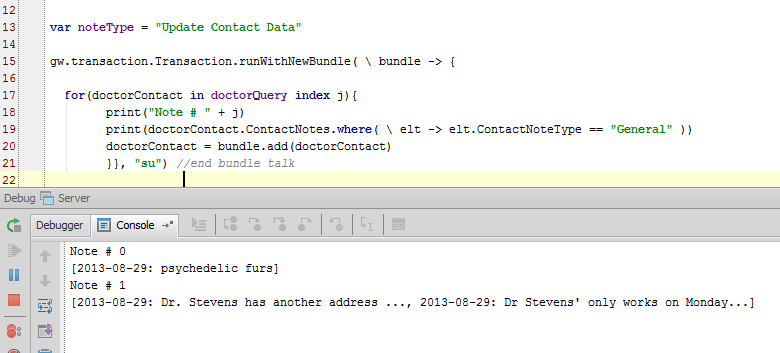 12
13 var noteType = "Update Contact Data"
14
15 gw.transaction.Transaction.runWithNewBundle( \ bundle -> {
16
17 for(doctorContact in doctorQuery index j){
18 print("Note # " + j)
19 print(doctorContact.ContactNotes.where( \ elt -> elt.ContactNoteType == "General" ))
20 doctorContact = bundle.add(doctorContact)
21 }}, "su") //end bundle talk
22
Debug Server
Debugger Console
Note # 0
[2013-08-29: psychedelic furs]
Note # 1
[2013-08-29: Dr. Stevens has another address ..., 2013-08-29: Dr Stevens' only works on Monday...]